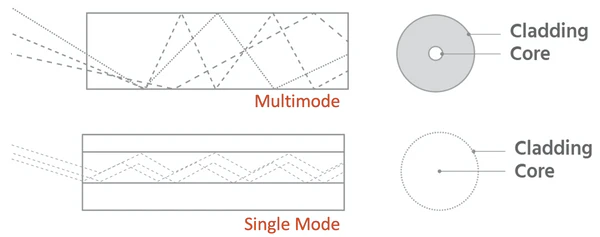 Cladding
Core
Multimode
Cladding
Core
Single Mode